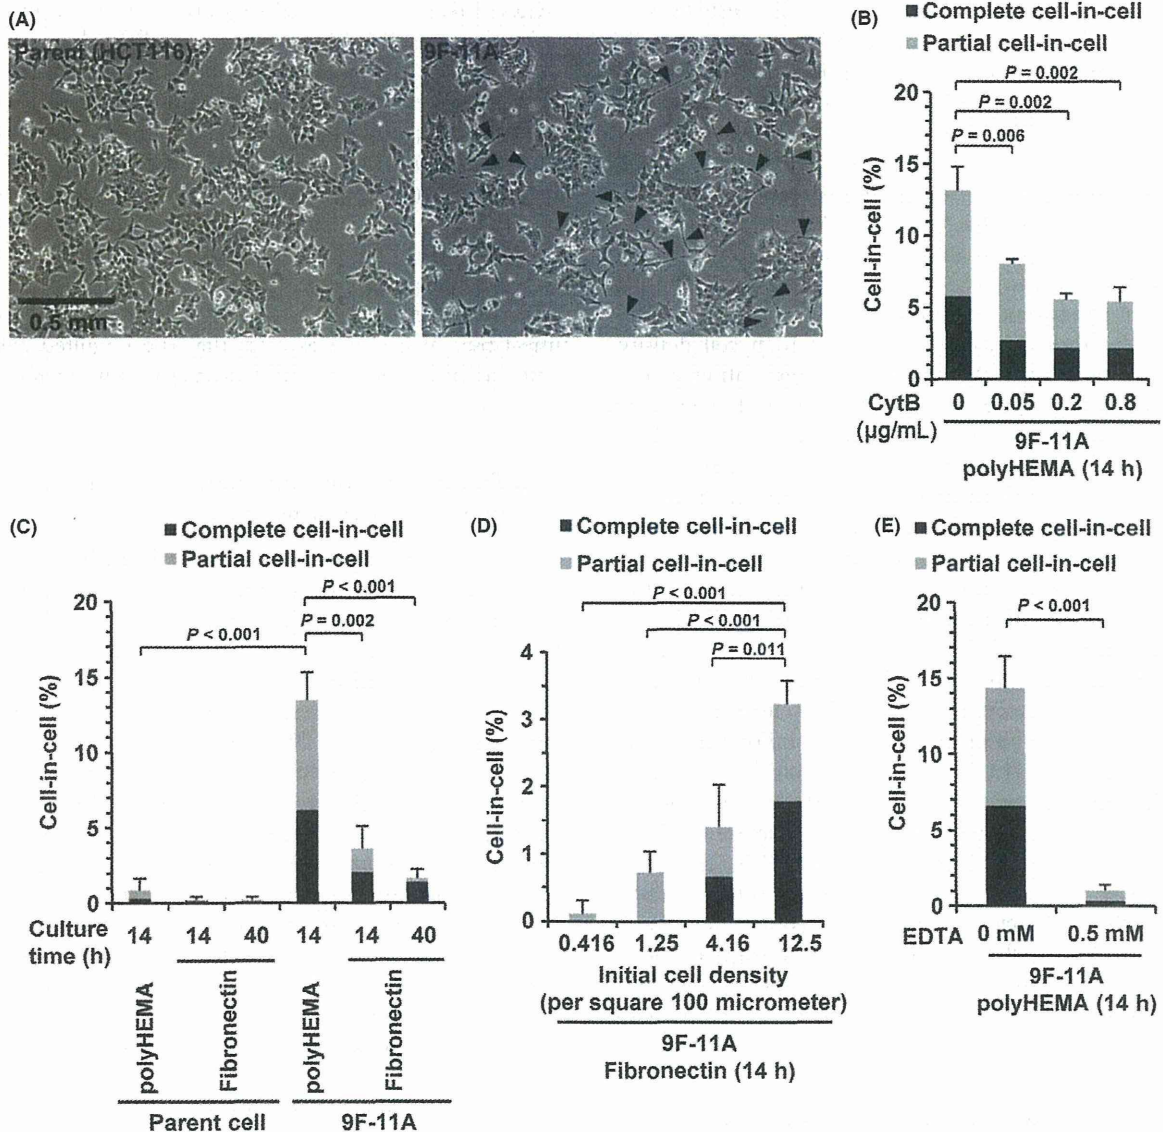 (A)
Parent (HCT116)
9F-11A
0.5 mm
(B)
Complete cell-in-cell
Partial cell-in-cell
P = 0.002
P = 0.002
P = 0.006
20
15
10
5
0
Cell-in-cell (%)
CytB 0 0.05 0.2 0.8
(µg/mL)
9F-11A
polyHEMA (14 h)
(C)
Complete cell-in-cell
Partial cell-in-cell
P < 0.001
P < 0.001
P = 0.002
20
15
10
5
0
Cell-in-cell (%)
Culture time (h)
14 14 40 14 14 40
polyHEMA
Fibronectin
polyHEMA
Fibronectin
Parent cell
9F-11A
(D)
Complete cell-in-cell
Partial cell-in-cell
P < 0.001
P < 0.001
P = 0.011
4
3
2
1
0
Cell-in-cell (%)
0.416 1.25 4.16 12.5
Initial cell density
(per square 100 micrometer)
9F-11A
Fibronectin (14 h)
(E)
Complete cell-in-cell
Partial cell-in-cell
P < 0.001
20
15
10
5
0
Cell-in-cell (%)
EDTA 0 mM 0.5 mM
9F-11A
polyHEMA (14 h)